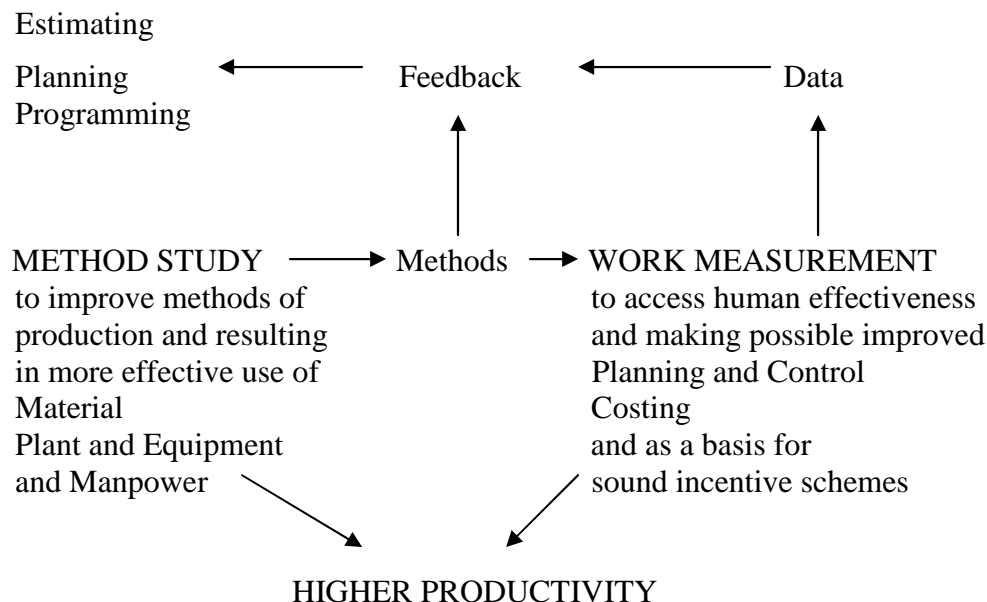 Estimating
Planning
Programming
Feedback
Data
METHOD STUDY
to improve methods of
production and resulting
in more effective use of
Material
Plant and Equipment
and Manpower
Methods
WORK MEASUREMENT
to access human effectiveness
and making possible improved
Planning and Control
Costing
and as a basis for
sound incentive schemes
HIGHER PRODUCTIVITY